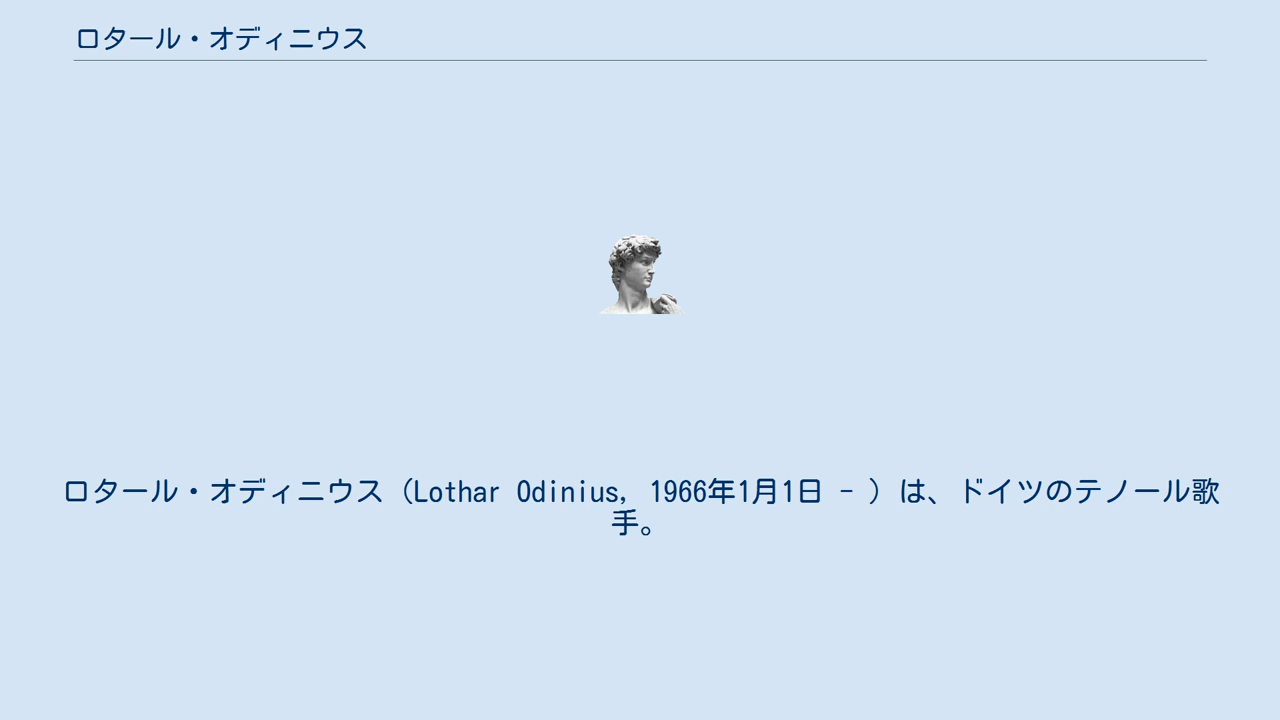 ロタール・オディニウス
ロタール・オディニウス（Lothar Odinius, 1966年1月1日 - ）は、ドイツのテノール歌
手。